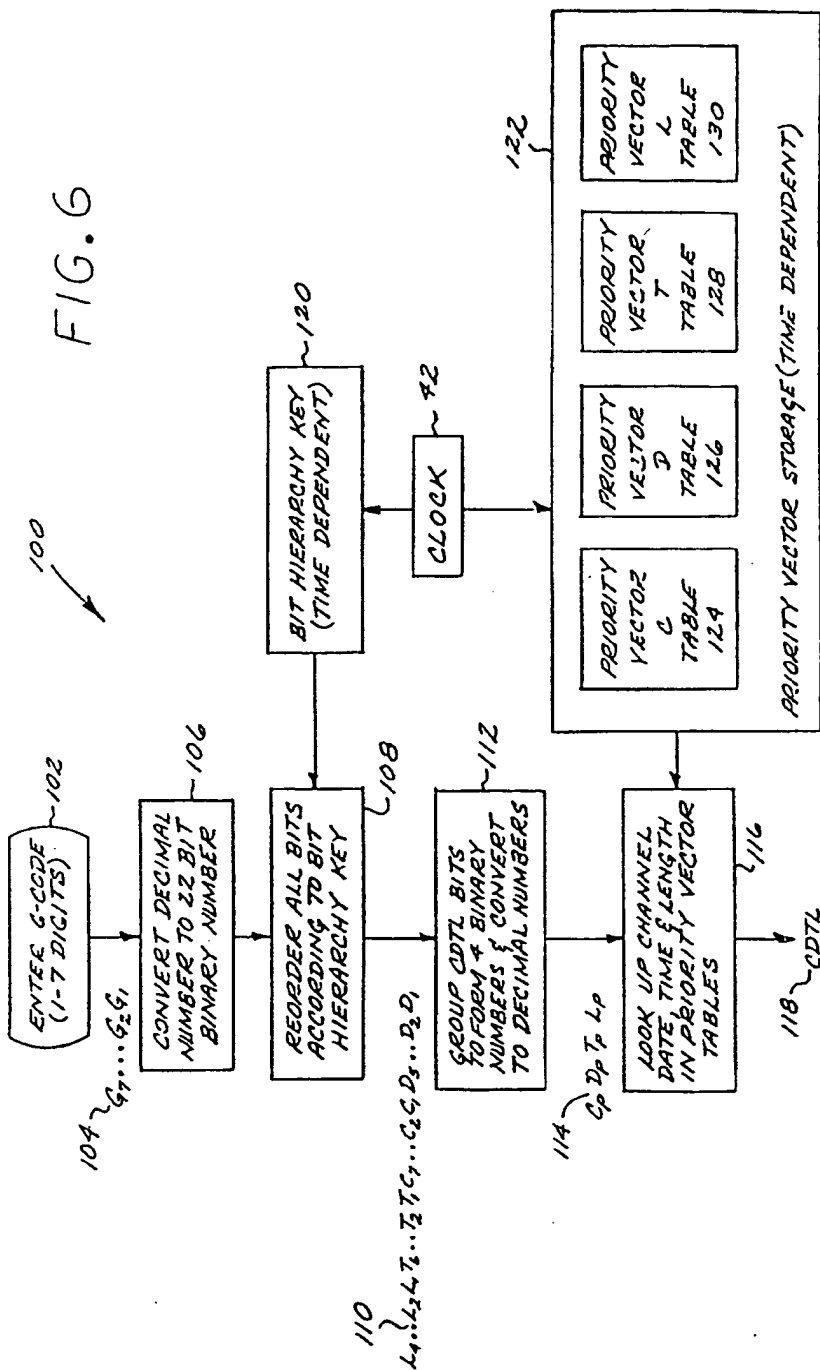 FIG. 6
100
102
ENTER G-CODE
(1-7 DIGITS)
104
G7...G2G1
106
CONVERT DECIMAL
NUMBER TO 22 BIT
BINARY NUMBER
108
REORDER ALL BITS
ACCORDING TO BIT
HIERARCHY KEY
110
L4..L2L1T6..T2T1C7...C2C1D5..D2D1
112
GROUP CDTL BITS
TO FORM 4 BINARY
NUMBERS & CONVERT
TO DECIMAL NUMBERS
114
CP DP TP LP
116
LOOK UP CHANNEL
DATE TIME & LENGTH
IN PRIORITY VECTOR
TABLES
118
CDTL
120
BIT HIERARCHY KEY
(TIME DEPENDENT)
42
CLOCK
122
PRIORITY
VECTOR
C
TABLE
124
PRIORITY
VECTOR
D
TABLE
126
PRIORITY
VECTOR
T
TABLE
128
PRIORITY
VECTOR
L
TABLE
130
PRIORITY VECTOR STORAGE (TIME DEPENDENT)